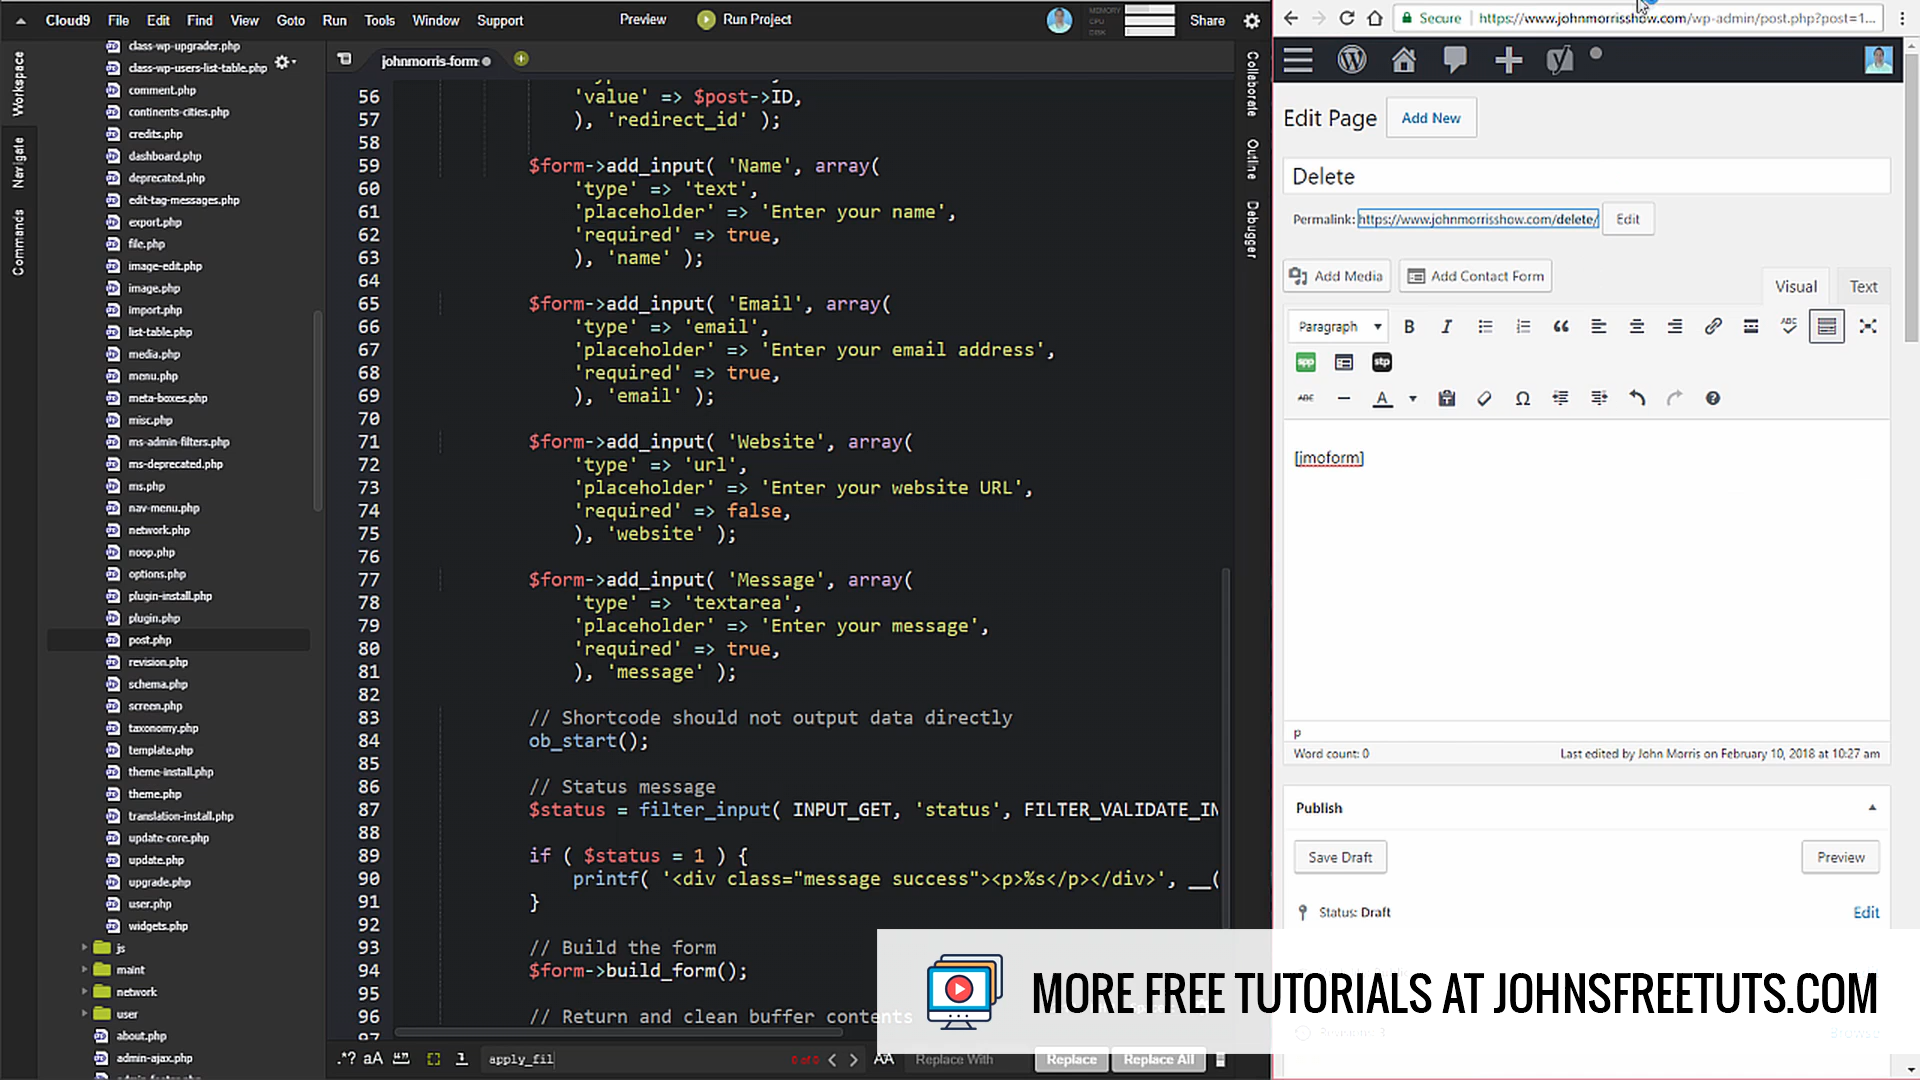 Cloud9 File Edit Find View Goto Run Tools Window Support Preview Run Project MEMORY CPU DISK Share
Workspace
Navigate
Commands
class-wp-upgrader.php
class-wp-users-list-table.php
comment.php
continents-cities.php
credits.php
dashboard.php
deprecated.php
edit-tag-messages.php
export.php
file.php
image-edit.php
image.php
import.php
list-table.php
media.php
menu.php
meta-boxes.php
misc.php
ms-admin-filters.php
ms-deprecated.php
ms.php
nav-menu.php
network.php
noop.php
options.php
plugin-install.php
plugin.php
post.php
revision.php
schema.php
screen.php
taxonomy.php
template.php
theme-install.php
theme.php
translation-install.php
update-core.php
update.php
upgrade.php
user.php
widgets.php
js
maint
network
user
about.php
admin-ajax.php
johnmorris-form
56 'value' => $post->ID,
57 ), 'redirect_id' );
58
59 $form->add_input( 'Name', array(
60 'type' => 'text',
61 'placeholder' => 'Enter your name',
62 'required' => true,
63 ), 'name' );
64
65 $form->add_input( 'Email', array(
66 'type' => 'email',
67 'placeholder' => 'Enter your email address',
68 'required' => true,
69 ), 'email' );
70
71 $form->add_input( 'Website', array(
72 'type' => 'url',
73 'placeholder' => 'Enter your website URL',
74 'required' => false,
75 ), 'website' );
76
77 $form->add_input( 'Message', array(
78 'type' => 'textarea',
79 'placeholder' => 'Enter your message',
80 'required' => true,
81 ), 'message' );
82
83 // Shortcode should not output data directly
84 ob_start();
85
86 // Status message
87 $status = filter_input( INPUT_GET, 'status', FILTER_VALIDATE_IN
88
89 if ( $status = 1 ) {
90 printf( '<div class="message success"><p>%s</p></div>', __(
91 }
92
93 // Build the form
94 $form->build_form();
95
96 // Return and clean buffer contents
97
.*? aA apply_fil 0 of 0 AA Replace With Replace Replace All
Collaborate
Outline
Debugger
Secure https://www.johnmorrisshow.com/wp-admin/post.php?post=1...
Edit Page Add New
Delete
Permalink: https://www.johnmorrisshow.com/delete/ Edit
Add Media Add Contact Form Visual Text
Paragraph B I ABC
spp stp
ABC A Ω
[jmoform]
p
Word count: 0 Last edited by John Morris on February 10, 2018 at 10:27 am
Publish
Save Draft Preview
Status: Draft Edit
MORE FREE TUTORIALS AT JOHNSFREETUTS.COM
Browse